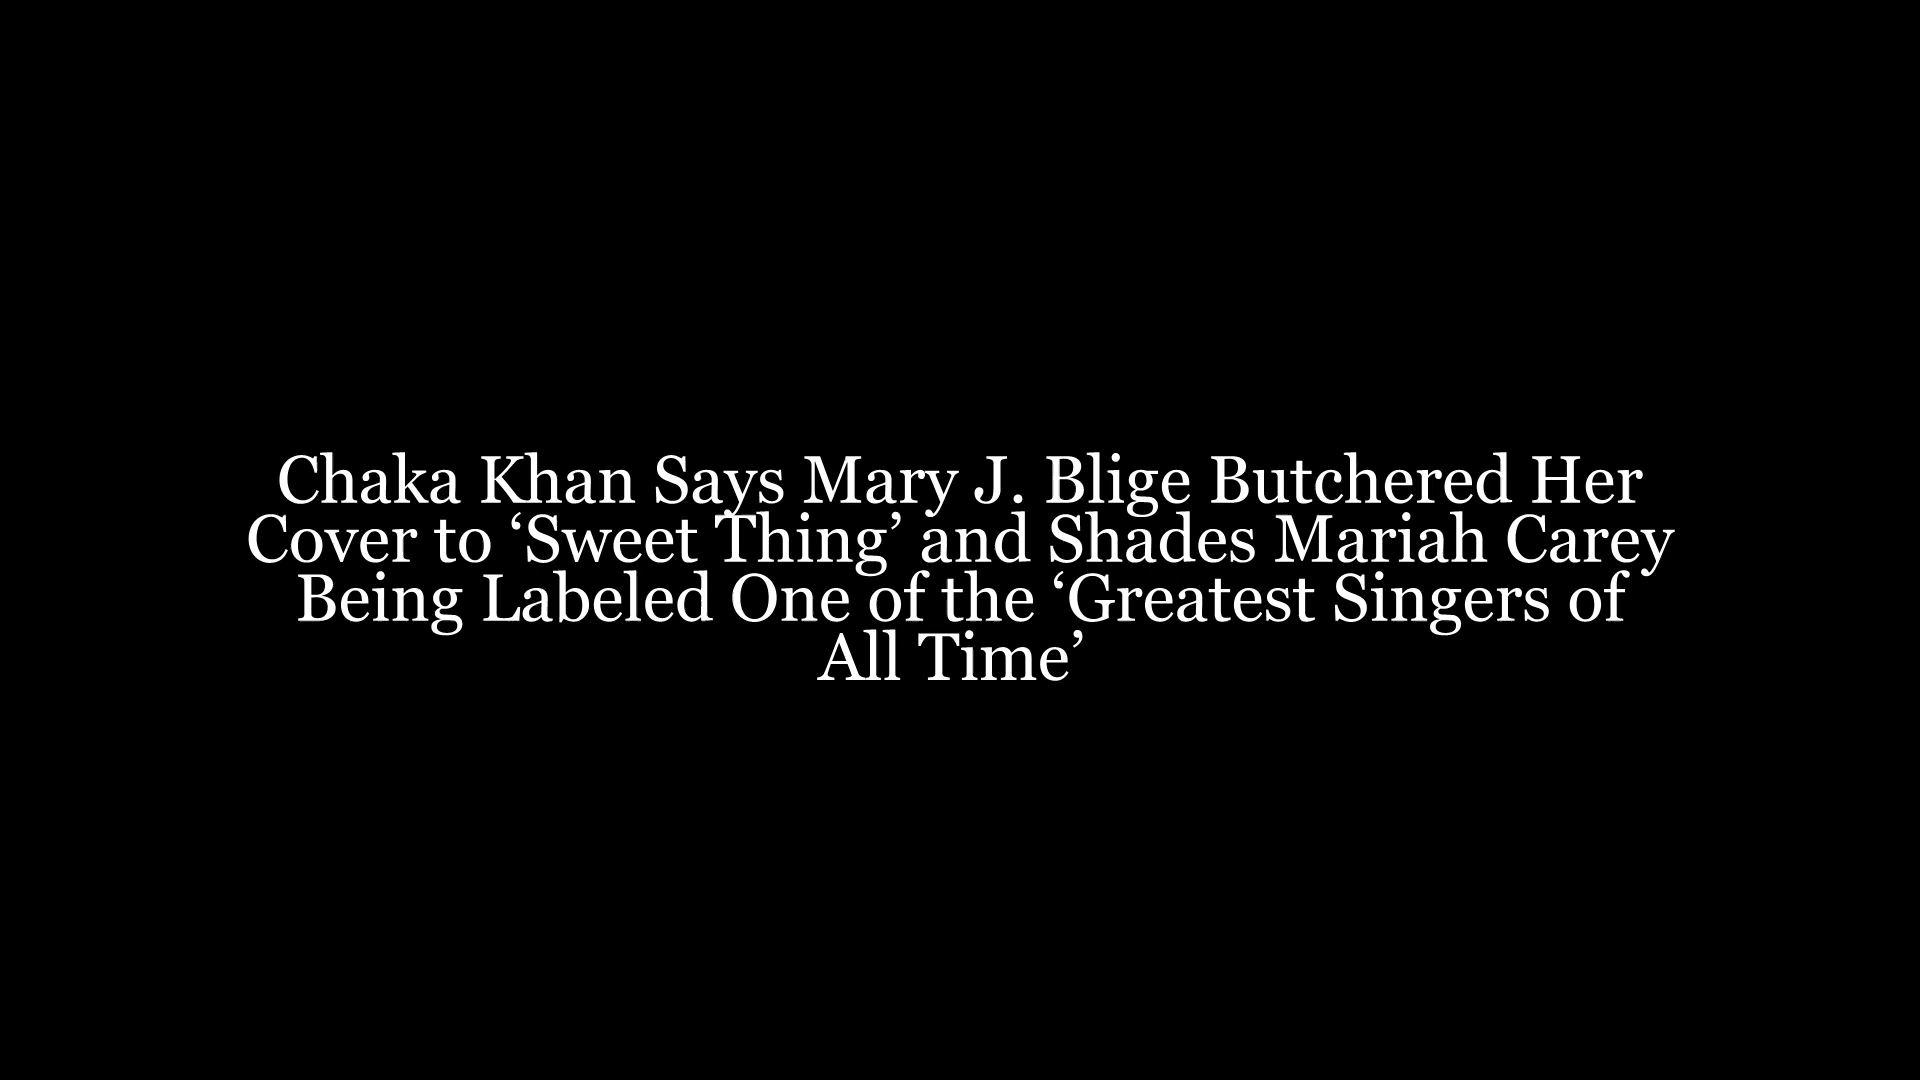 Chaka Khan Says Mary J. Blige Butchered Her
Cover to ‘Sweet Thing’ and Shades Mariah Carey
Being Labeled One of the ‘Greatest Singers of
All Time’